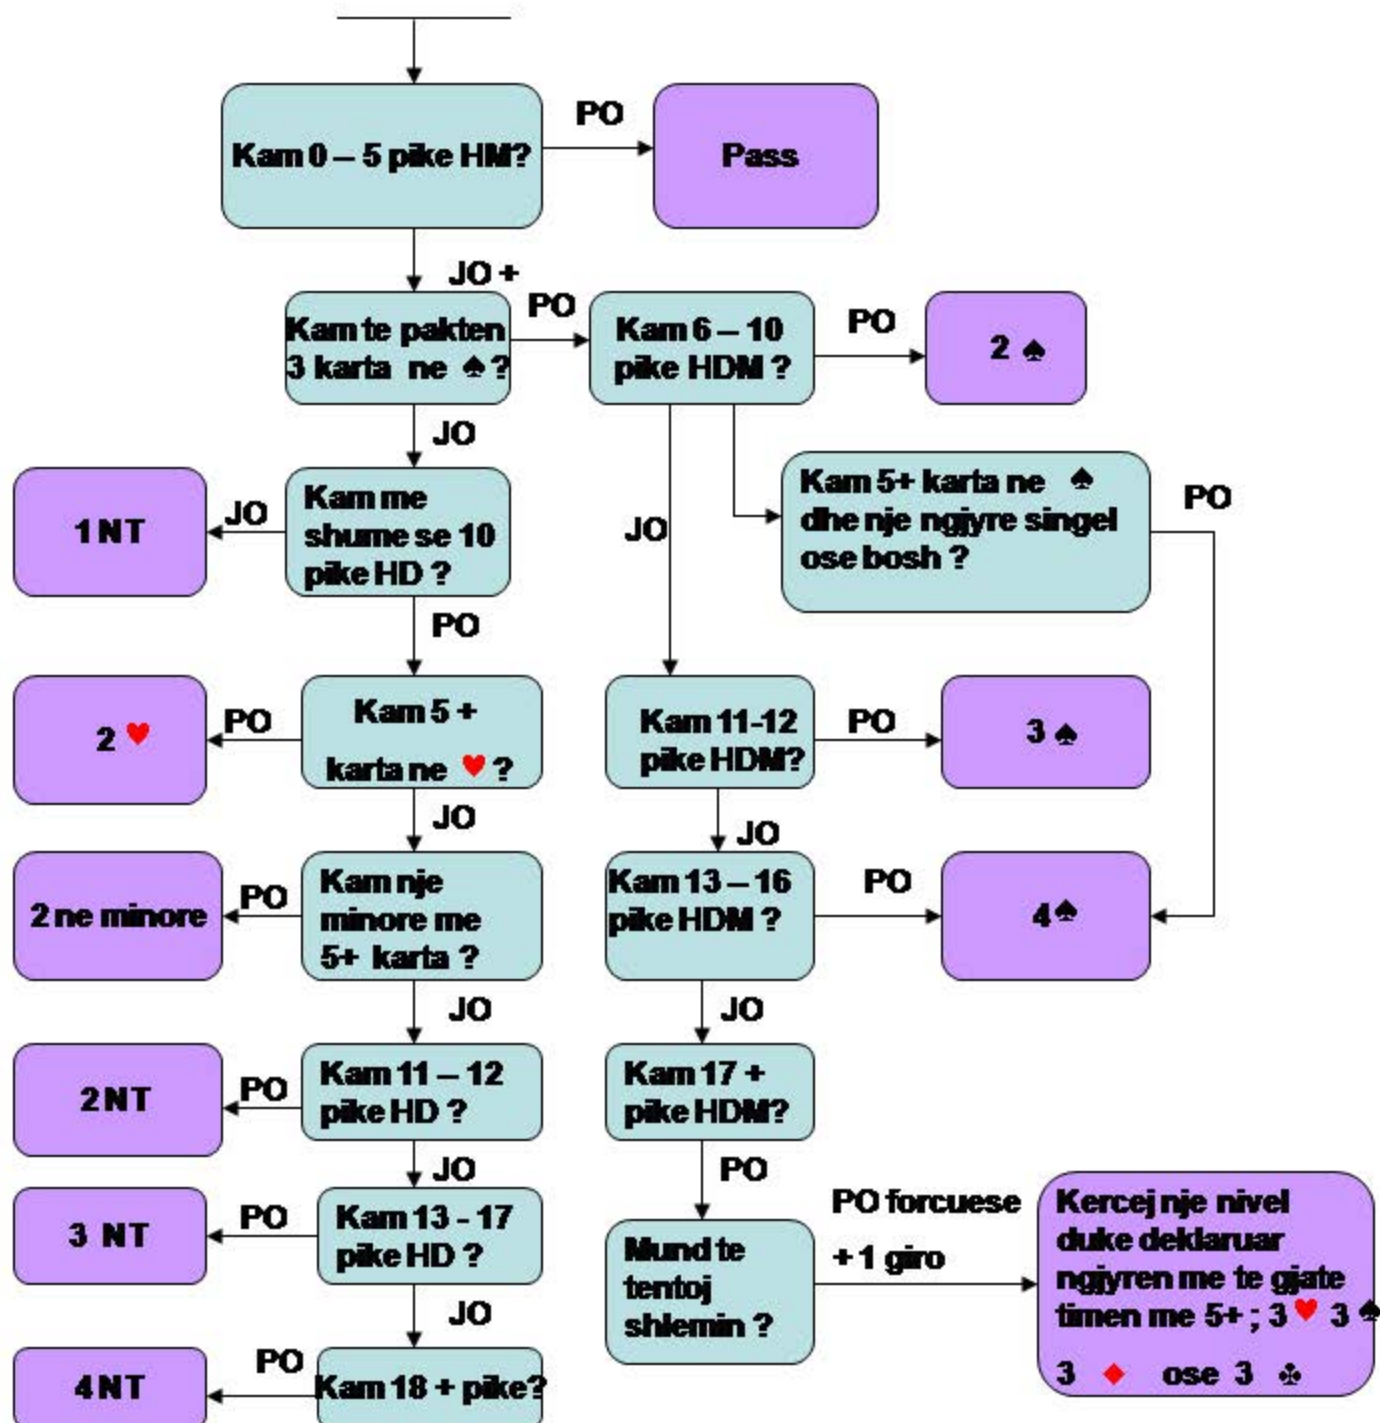 Kam 0 – 5 pike HM?
PO
Pass
JO +
Kam te pakten
3 karta ne ♠ ?
PO
Kam 6 – 10
pike HDM ?
PO
2 ♠
JO
Kam me
shume se 10
pike HD ?
JO
1 NT
JO
Kam 5+ karta ne ♠
dhe nje ngjyre singel
ose bosh ?
PO
PO
Kam 5 +
karta ne ♥ ?
PO
2 ♥
Kam 11-12
pike HDM?
PO
3 ♠
JO
JO
Kam nje
minore me
5+ karta ?
PO
2 ne minore
Kam 13 – 16
pike HDM ?
PO
4 ♠
JO
JO
Kam 11 – 12
pike HD ?
PO
2 NT
Kam 17 +
pike HDM?
JO
PO
Kam 13 - 17
pike HD ?
PO
3 NT
Mund te
tentoj
shlemin ?
PO forcuese
+ 1 giro
Kercej nje nivel
duke deklaruar
ngjyren me te gjate
timen me 5+ ; 3 ♥ 3 ♠
3 ♦ ose 3 ♣
JO
Kam 18 + pike?
PO
4 NT